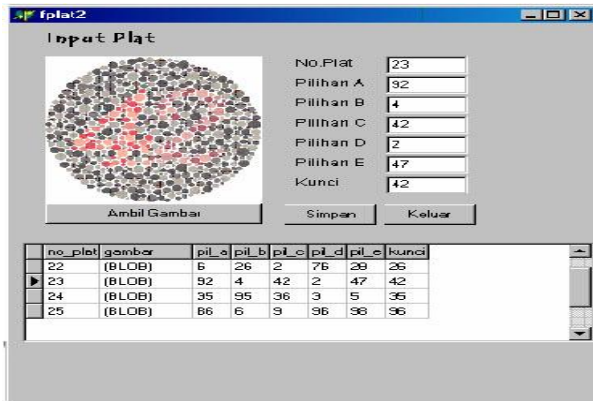 fplat2
Input Plat
No.Plat 23
Pilihan A 92
Pilihan B 4
Pilihan C 42
Pilihan D 2
Pilihan E 47
Kunci 42
Ambil Gambar Simpan Keluar
no_plat gambar pil_a pil_b pil_c pil_d pil_e kunci
22 (BLOB) 6 26 2 76 28 26
23 (BLOB) 92 4 42 2 47 42
24 (BLOB) 35 95 36 3 5 35
25 (BLOB) 86 6 9 96 98 96